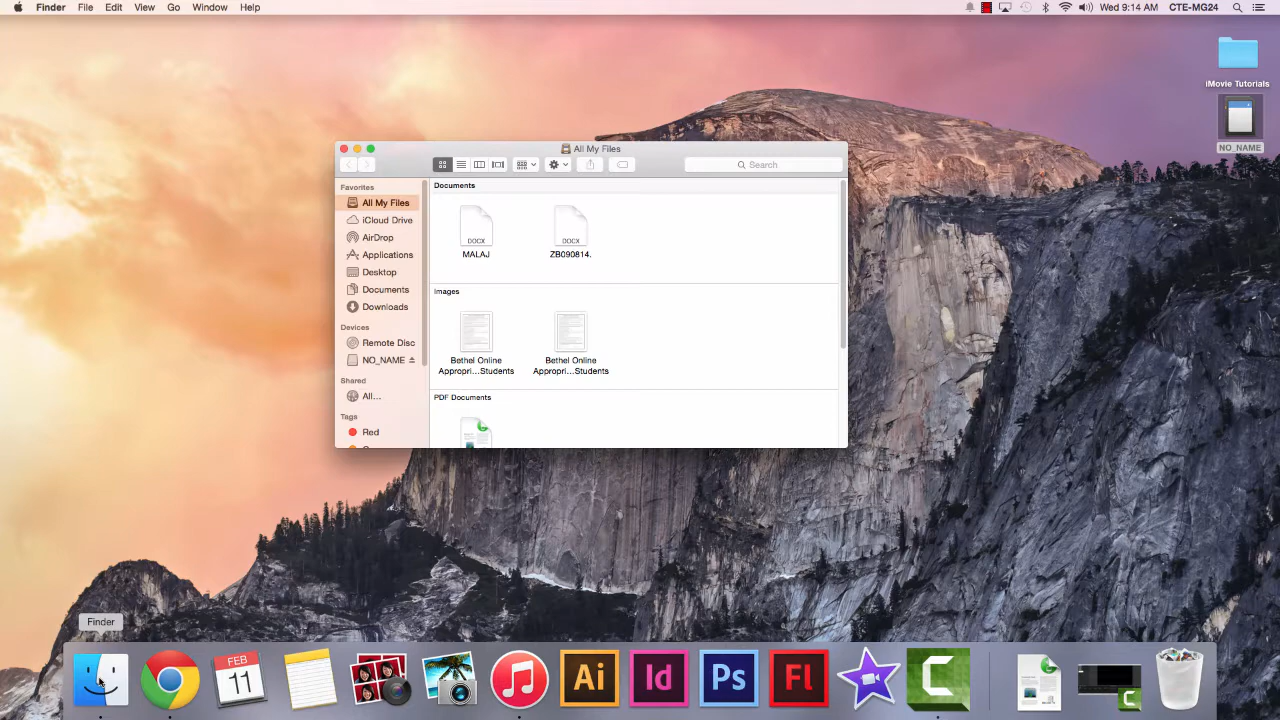 Finder File Edit View Go Window Help
Wed 9:14 AM CTE-MG24
iMovie Tutorials
NO_NAME
All My Files
Search
Favorites
All My Files
iCloud Drive
AirDrop
Applications
Desktop
Documents
Downloads
Devices
Remote Disc
NO_NAME
Shared
All...
Tags
Red
Documents
DOCX
MALAJ
DOCX
ZB090814.
Images
Bethel Online
Appropri...Students
Bethel Online
Appropri...Students
PDF Documents
Finder
FEB
11
Ai
Id
Ps
Fl